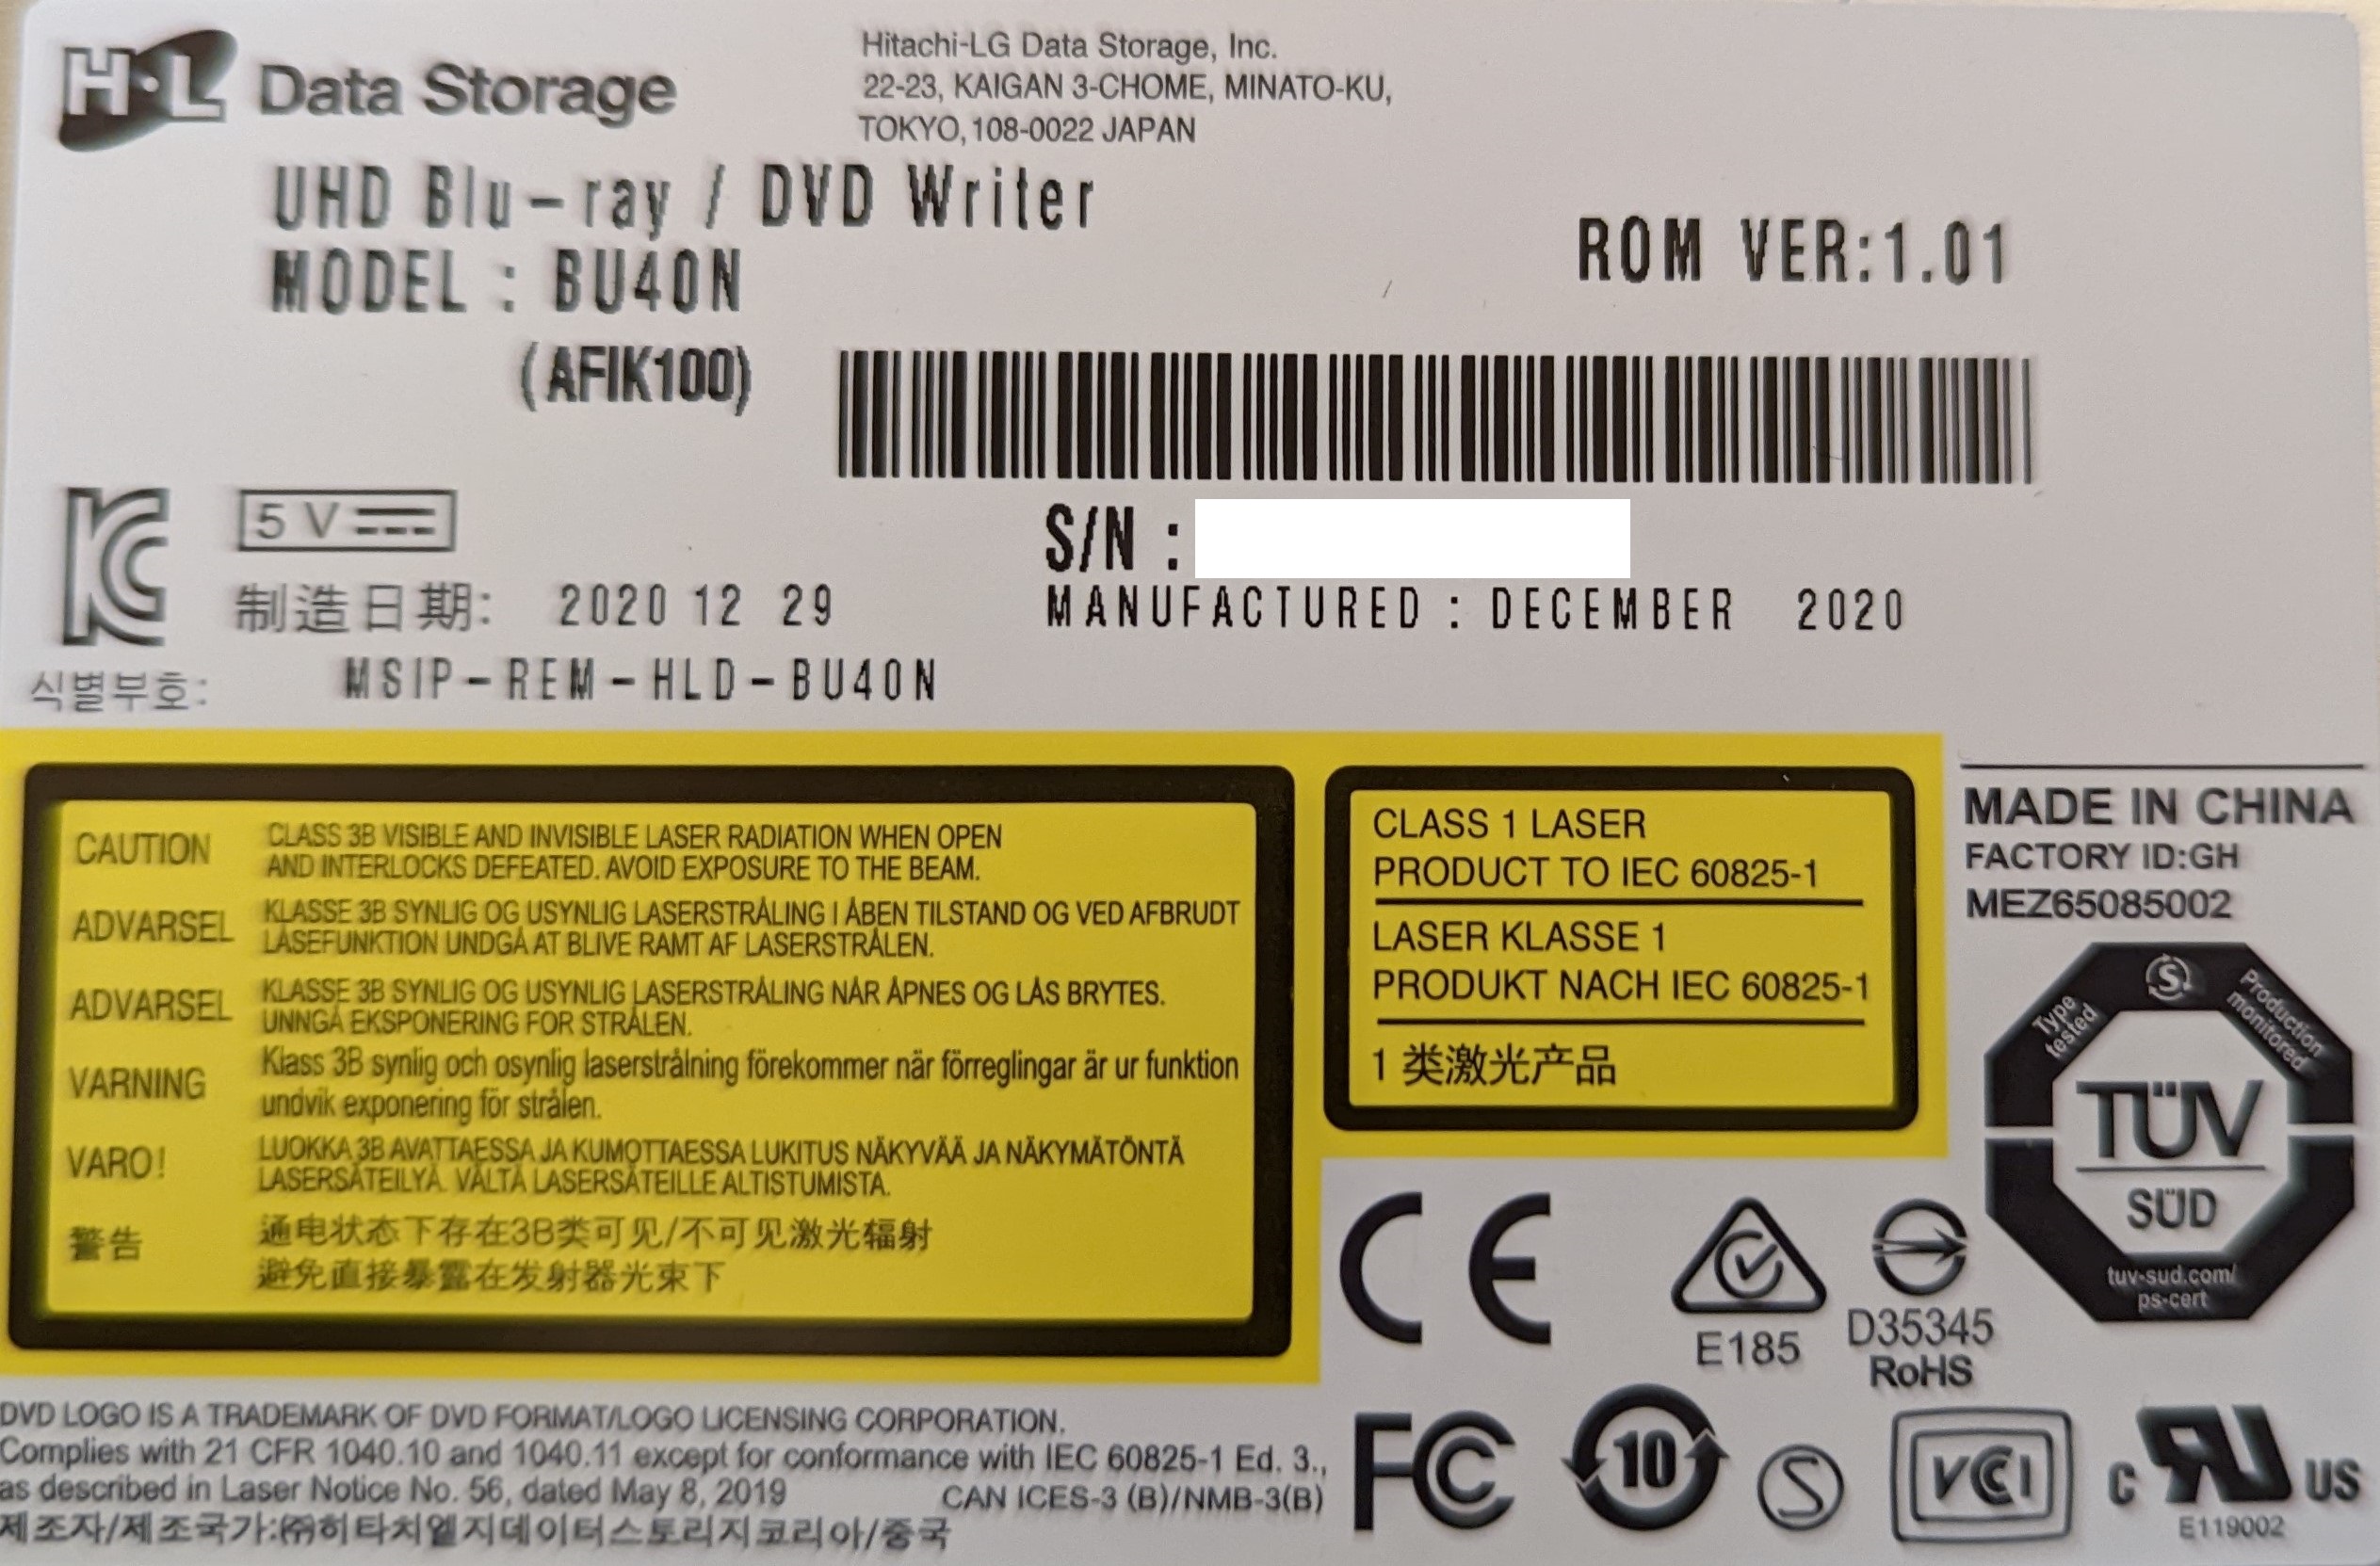 H·L Data Storage
Hitachi-LG Data Storage, Inc.
22-23, KAIGAN 3-CHOME, MINATO-KU,
TOKYO, 108-0022 JAPAN
UHD Blu-ray / DVD Writer
MODEL : BU40N
ROM VER:1.01
(AFIK100)
5 V
S/N :
制造日期: 2020 12 29
MANUFACTURED : DECEMBER 2020
식별부호: MSIP-REM-HLD-BU40N
CAUTION
CLASS 3B VISIBLE AND INVISIBLE LASER RADIATION WHEN OPEN
AND INTERLOCKS DEFEATED. AVOID EXPOSURE TO THE BEAM.
ADVARSEL
KLASSE 3B SYNLIG OG USYNLIG LASERSTRÅLING I ÅBEN TILSTAND OG VED AFBRUDT
LÅSEFUNKTION UNDGÅ AT BLIVE RAMT AF LASERSTRÅLEN.
ADVARSEL
KLASSE 3B SYNLIG OG USYNLIG LASERSTRÅLING NÅR ÅPNES OG LÅS BRYTES.
UNNGÅ EKSPONERING FOR STRÅLEN.
VARNING
Klass 3B synlig och osynlig laserstrålning förekommer när förreglingar är ur funktion
undvik exponering för strålen.
VARO!
LUOKKA 3B AVATTAESSA JA KUMOTTAESSA LUKITUS NÄKYVÄÄ JA NÄKYMÄTÖNTÄ
LASERSÄTEILYÄ. VÄLTÄ LASERSÄTEILLE ALTISTUMISTA.
警告
通电状态下存在3B类可见/不可见激光辐射
避免直接暴露在发射器光束下
CLASS 1 LASER
PRODUCT TO IEC 60825-1
LASER KLASSE 1
PRODUKT NACH IEC 60825-1
1 类激光产品
MADE IN CHINA
FACTORY ID:GH
MEZ65085002
Type tested
Production monitored
TÜV
SÜD
tuv-sud.com/
ps-cert
CE
E185
D35345
RoHS
DVD LOGO IS A TRADEMARK OF DVD FORMAT/LOGO LICENSING CORPORATION.
Complies with 21 CFR 1040.10 and 1040.11 except for conformance with IEC 60825-1 Ed. 3.,
as described in Laser Notice No. 56, dated May 8, 2019
CAN ICES-3 (B)/NMB-3(B)
제조자/제조국가:㈜히타치엘지데이터스토리지코리아/중국
FC
10
S
VCI
C RU US
E119002